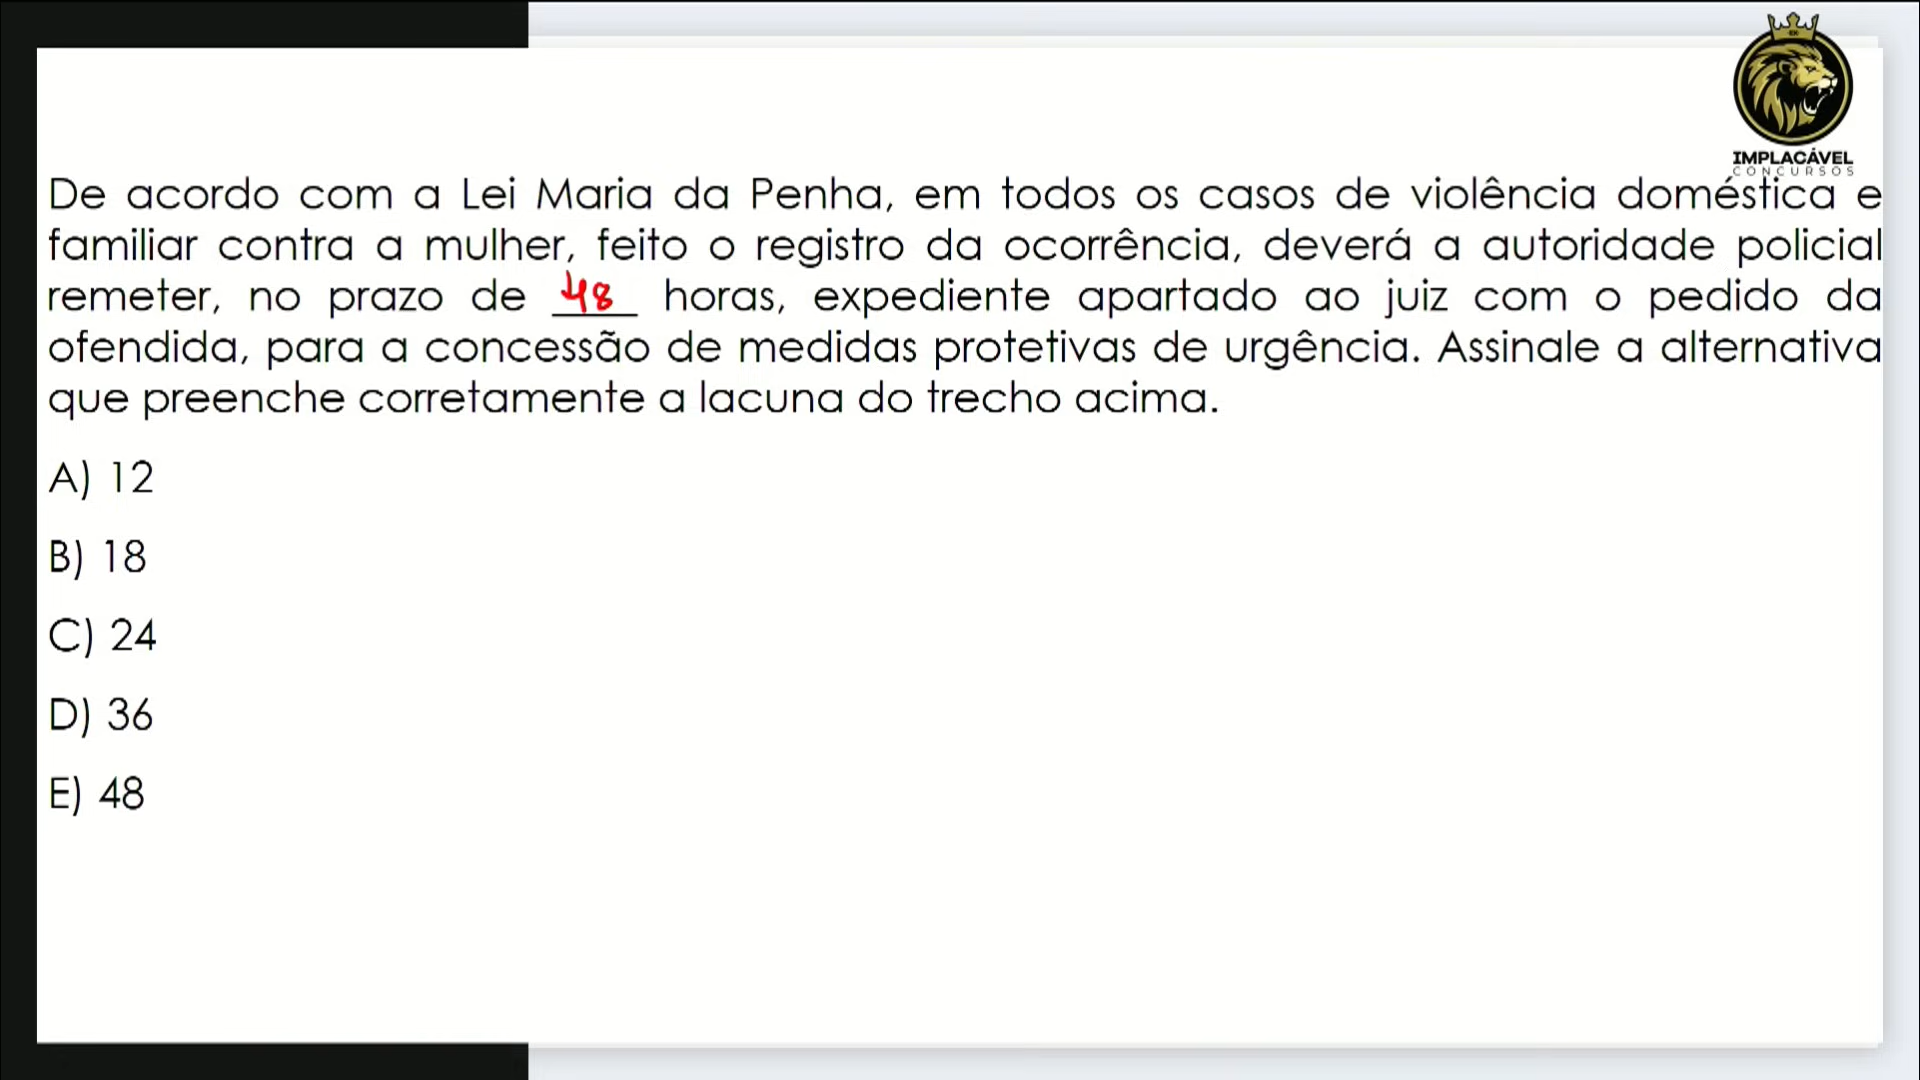 IMPLACÁVEL
CONCURSOS
De acordo com a Lei Maria da Penha, em todos os casos de violência doméstica e
familiar contra a mulher, feito o registro da ocorrência, deverá a autoridade policial
remeter, no prazo de 48 horas, expediente apartado ao juiz com o pedido da
ofendida, para a concessão de medidas protetivas de urgência. Assinale a alternativa
que preenche corretamente a lacuna do trecho acima.
A) 12
B) 18
C) 24
D) 36
E) 48